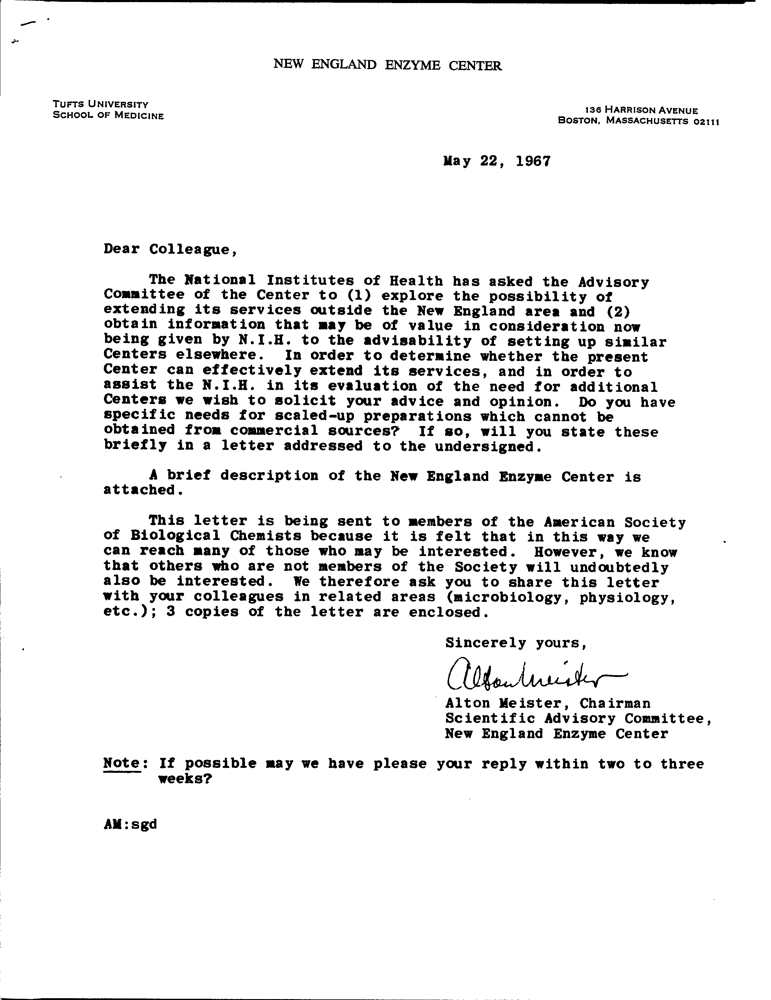 NEW ENGLAND ENZYME CENTER
TUFTS UNIVERSITY
SCHOOL OF MEDICINE
136 HARRISON AVENUE
BOSTON, MASSACHUSETTS 02111
May 22, 1967
Dear Colleague,
The National Institutes of Health has asked the Advisory
Committee of the Center to (1) explore the possibility of
extending its services outside the New England area and (2)
obtain information that may be of value in consideration now
being given by N.I.H. to the advisability of setting up similar
Centers elsewhere. In order to determine whether the present
Center can effectively extend its services, and in order to
assist the N.I.H. in its evaluation of the need for additional
Centers we wish to solicit your advice and opinion. Do you have
specific needs for scaled-up preparations which cannot be
obtained from commercial sources? If so, will you state these
briefly in a letter addressed to the undersigned.
A brief description of the New England Enzyme Center is
attached.
This letter is being sent to members of the American Society
of Biological Chemists because it is felt that in this way we
can reach many of those who may be interested. However, we know
that others who are not members of the Society will undoubtedly
also be interested. We therefore ask you to share this letter
with your colleagues in related areas (microbiology, physiology,
etc.); 3 copies of the letter are enclosed.
Sincerely yours,
Alton Meister
Alton Meister, Chairman
Scientific Advisory Committee,
New England Enzyme Center
Note: If possible may we have please your reply within two to three
weeks?
AM:sgd